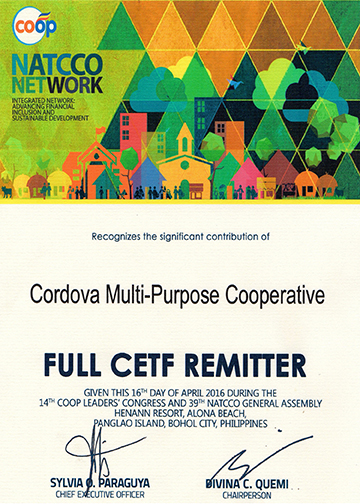 coop
NATCCO
NETWORK
INTEGRATED NETWORK:
ADVANCING FINANCIAL
INCLUSION AND
SUSTAINABLE DEVELOPMENT
Recognizes the significant contribution of
Cordova Multi-Purpose Cooperative
FULL CETF REMITTER
GIVEN THIS 16TH DAY OF APRIL 2016 DURING THE
14TH COOP LEADERS' CONGRESS AND 39TH NATCCO GENERAL ASSEMBLY
HENANN RESORT, ALONA BEACH,
PANGLAO ISLAND, BOHOL CITY, PHILIPPINES
SYLVIA O. PARAGUYA
CHIEF EXECUTIVE OFFICER
DIVINA C. QUEMI
CHAIRPERSON